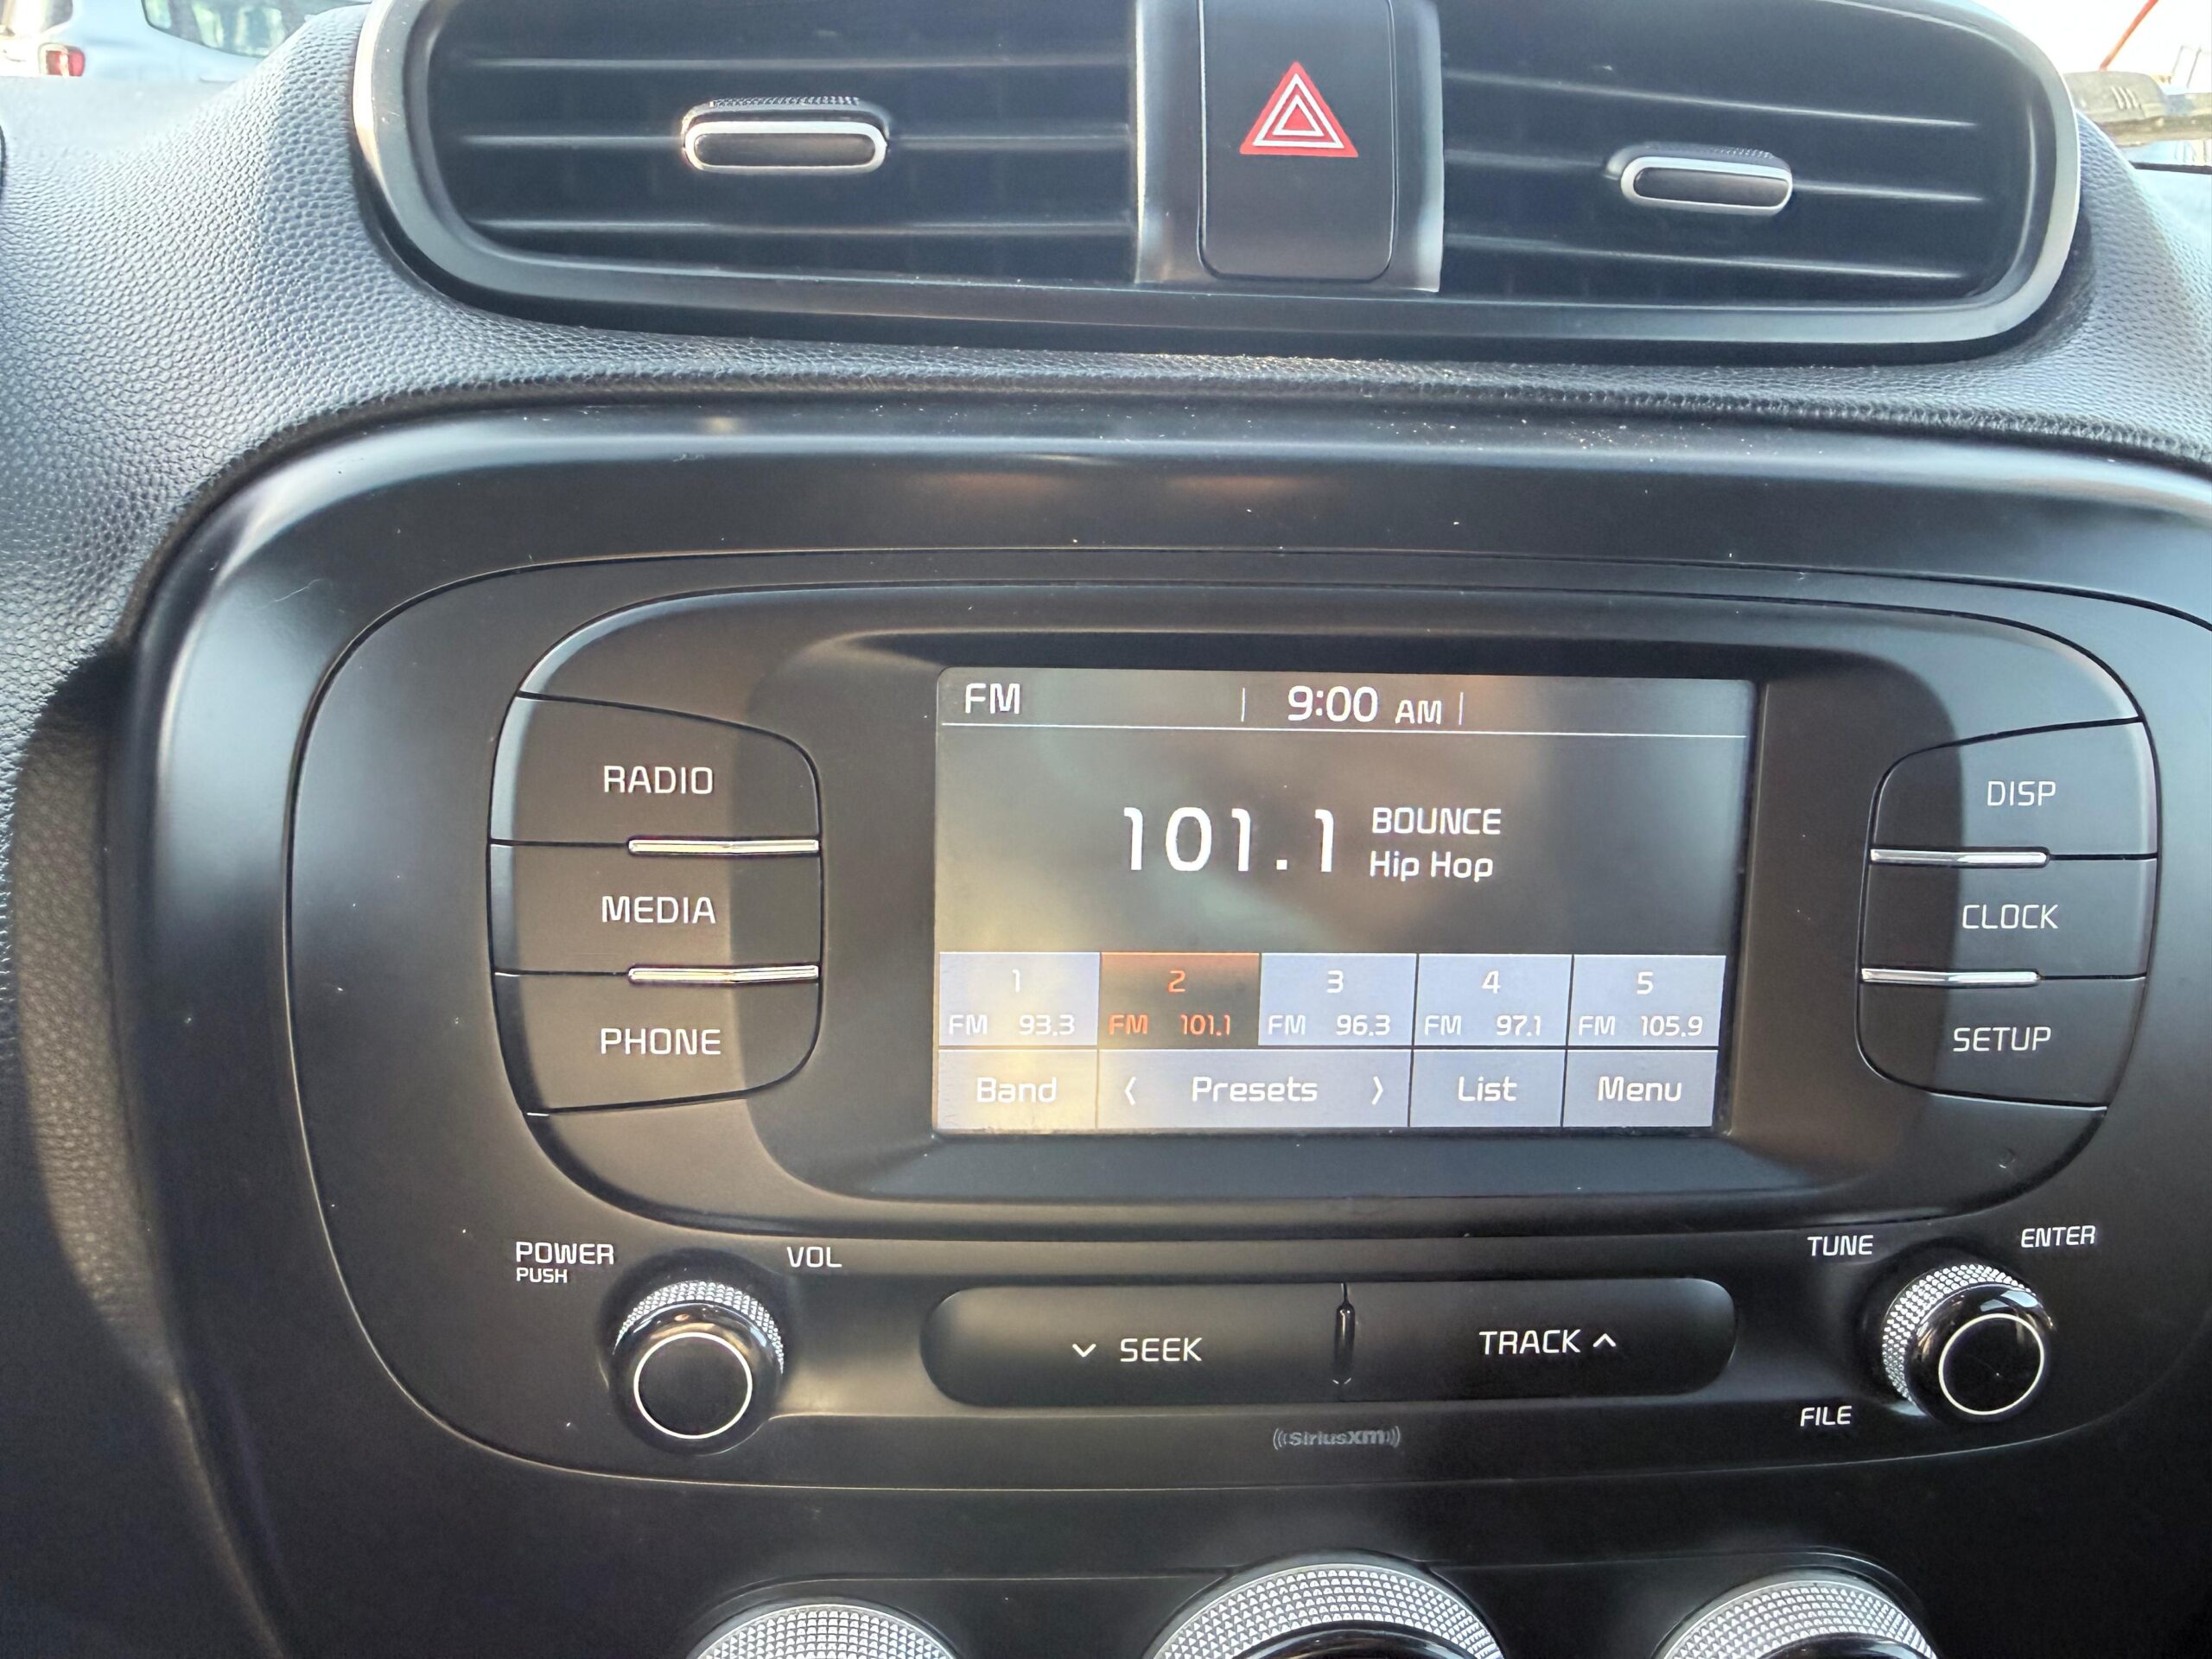 FM 9:00 AM
RADIO
MEDIA
PHONE
101.1 BOUNCE
Hip Hop
1 2 3 4 5
FM 93.3 FM 101.1 FM 96.3 FM 97.1 FM 105.9
Band < Presets > List Menu
DISP
CLOCK
SETUP
POWER
PUSH
VOL
SEEK
TRACK
TUNE
ENTER
FILE
SiriusXM